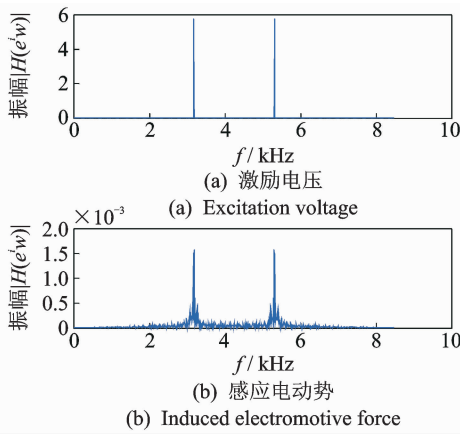 振幅|H(eⁱw)|
6
4
2
0
0 2 4 6 8 10
f / kHz
(a) 激励电压
(a) Excitation voltage
×10⁻³
振幅|H(eⁱw)|
2.0
1.5
1.0
0.5
0
0 2 4 6 8 10
f / kHz
(b) 感应电动势
(b) Induced electromotive force